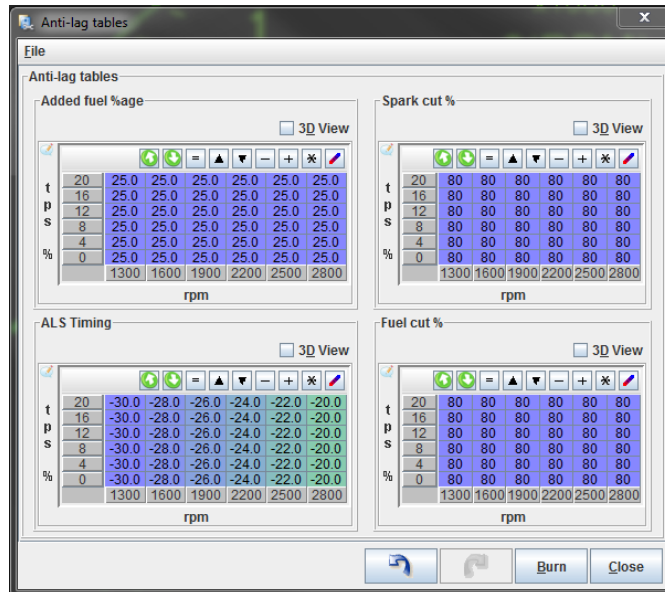 Anti-lag tables
x
File
Anti-lag tables
Added fuel %age
3D View
= - + *
t p s %
20 25.0 25.0 25.0 25.0 25.0 25.0
16 25.0 25.0 25.0 25.0 25.0 25.0
12 25.0 25.0 25.0 25.0 25.0 25.0
8 25.0 25.0 25.0 25.0 25.0 25.0
4 25.0 25.0 25.0 25.0 25.0 25.0
0 25.0 25.0 25.0 25.0 25.0 25.0
1300 1600 1900 2200 2500 2800
rpm
Spark cut %
3D View
= - + *
t p s %
20 80 80 80 80 80 80
16 80 80 80 80 80 80
12 80 80 80 80 80 80
8 80 80 80 80 80 80
4 80 80 80 80 80 80
0 80 80 80 80 80 80
1300 1600 1900 2200 2500 2800
rpm
ALS Timing
3D View
= - + *
t p s %
20 -30.0 -28.0 -26.0 -24.0 -22.0 -20.0
16 -30.0 -28.0 -26.0 -24.0 -22.0 -20.0
12 -30.0 -28.0 -26.0 -24.0 -22.0 -20.0
8 -30.0 -28.0 -26.0 -24.0 -22.0 -20.0
4 -30.0 -28.0 -26.0 -24.0 -22.0 -20.0
0 -30.0 -28.0 -26.0 -24.0 -22.0 -20.0
1300 1600 1900 2200 2500 2800
rpm
Fuel cut %
3D View
= - + *
t p s %
20 80 80 80 80 80 80
16 80 80 80 80 80 80
12 80 80 80 80 80 80
8 80 80 80 80 80 80
4 80 80 80 80 80 80
0 80 80 80 80 80 80
1300 1600 1900 2200 2500 2800
rpm
Burn Close